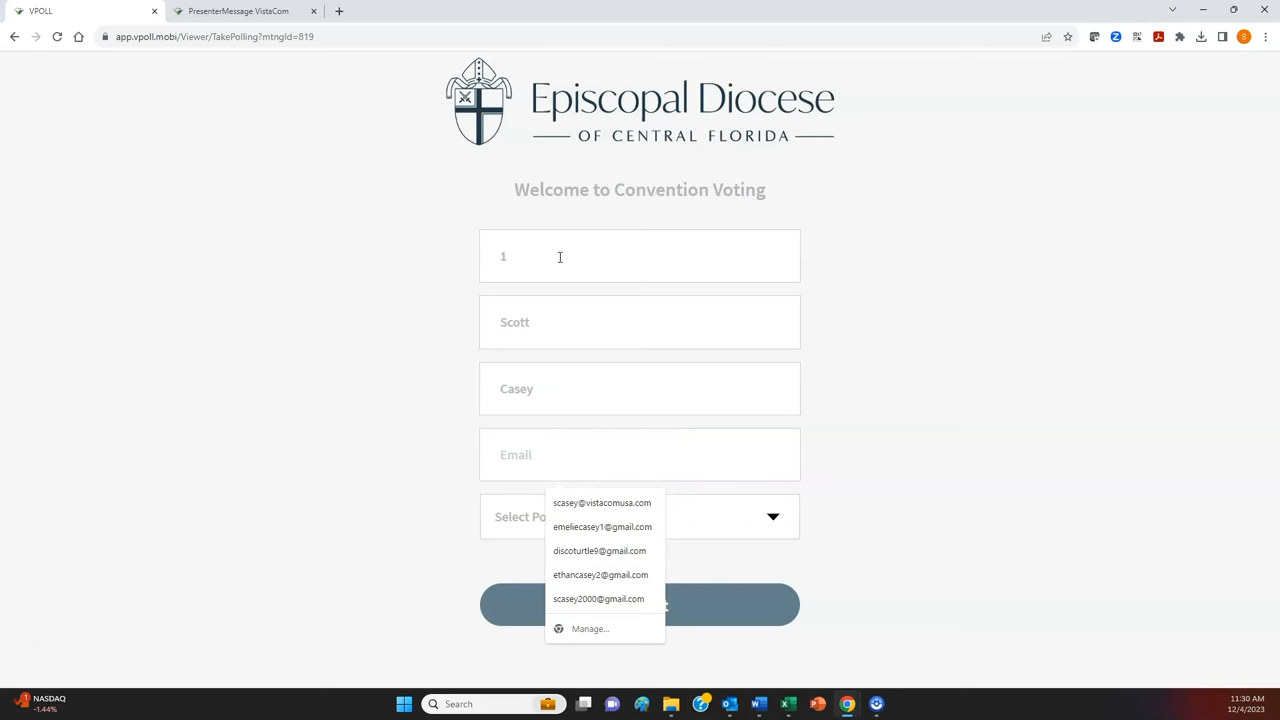 VPOLL
PresenterMessage VistaCom
app.vpoll.mobi/Viewer/TakePolling?mtngId=819
S
Episcopal Diocese
OF CENTRAL FLORIDA
Welcome to Convention Voting
1
Scott
Casey
Email
Select Po
scasey@vistacomusa.com
emeliecasey1@gmail.com
discoturtle9@gmail.com
ethancasey2@gmail.com
scasey2000@gmail.com
Manage...
1
NASDAQ
-1.44%
Search
11:30 AM
12/4/2023